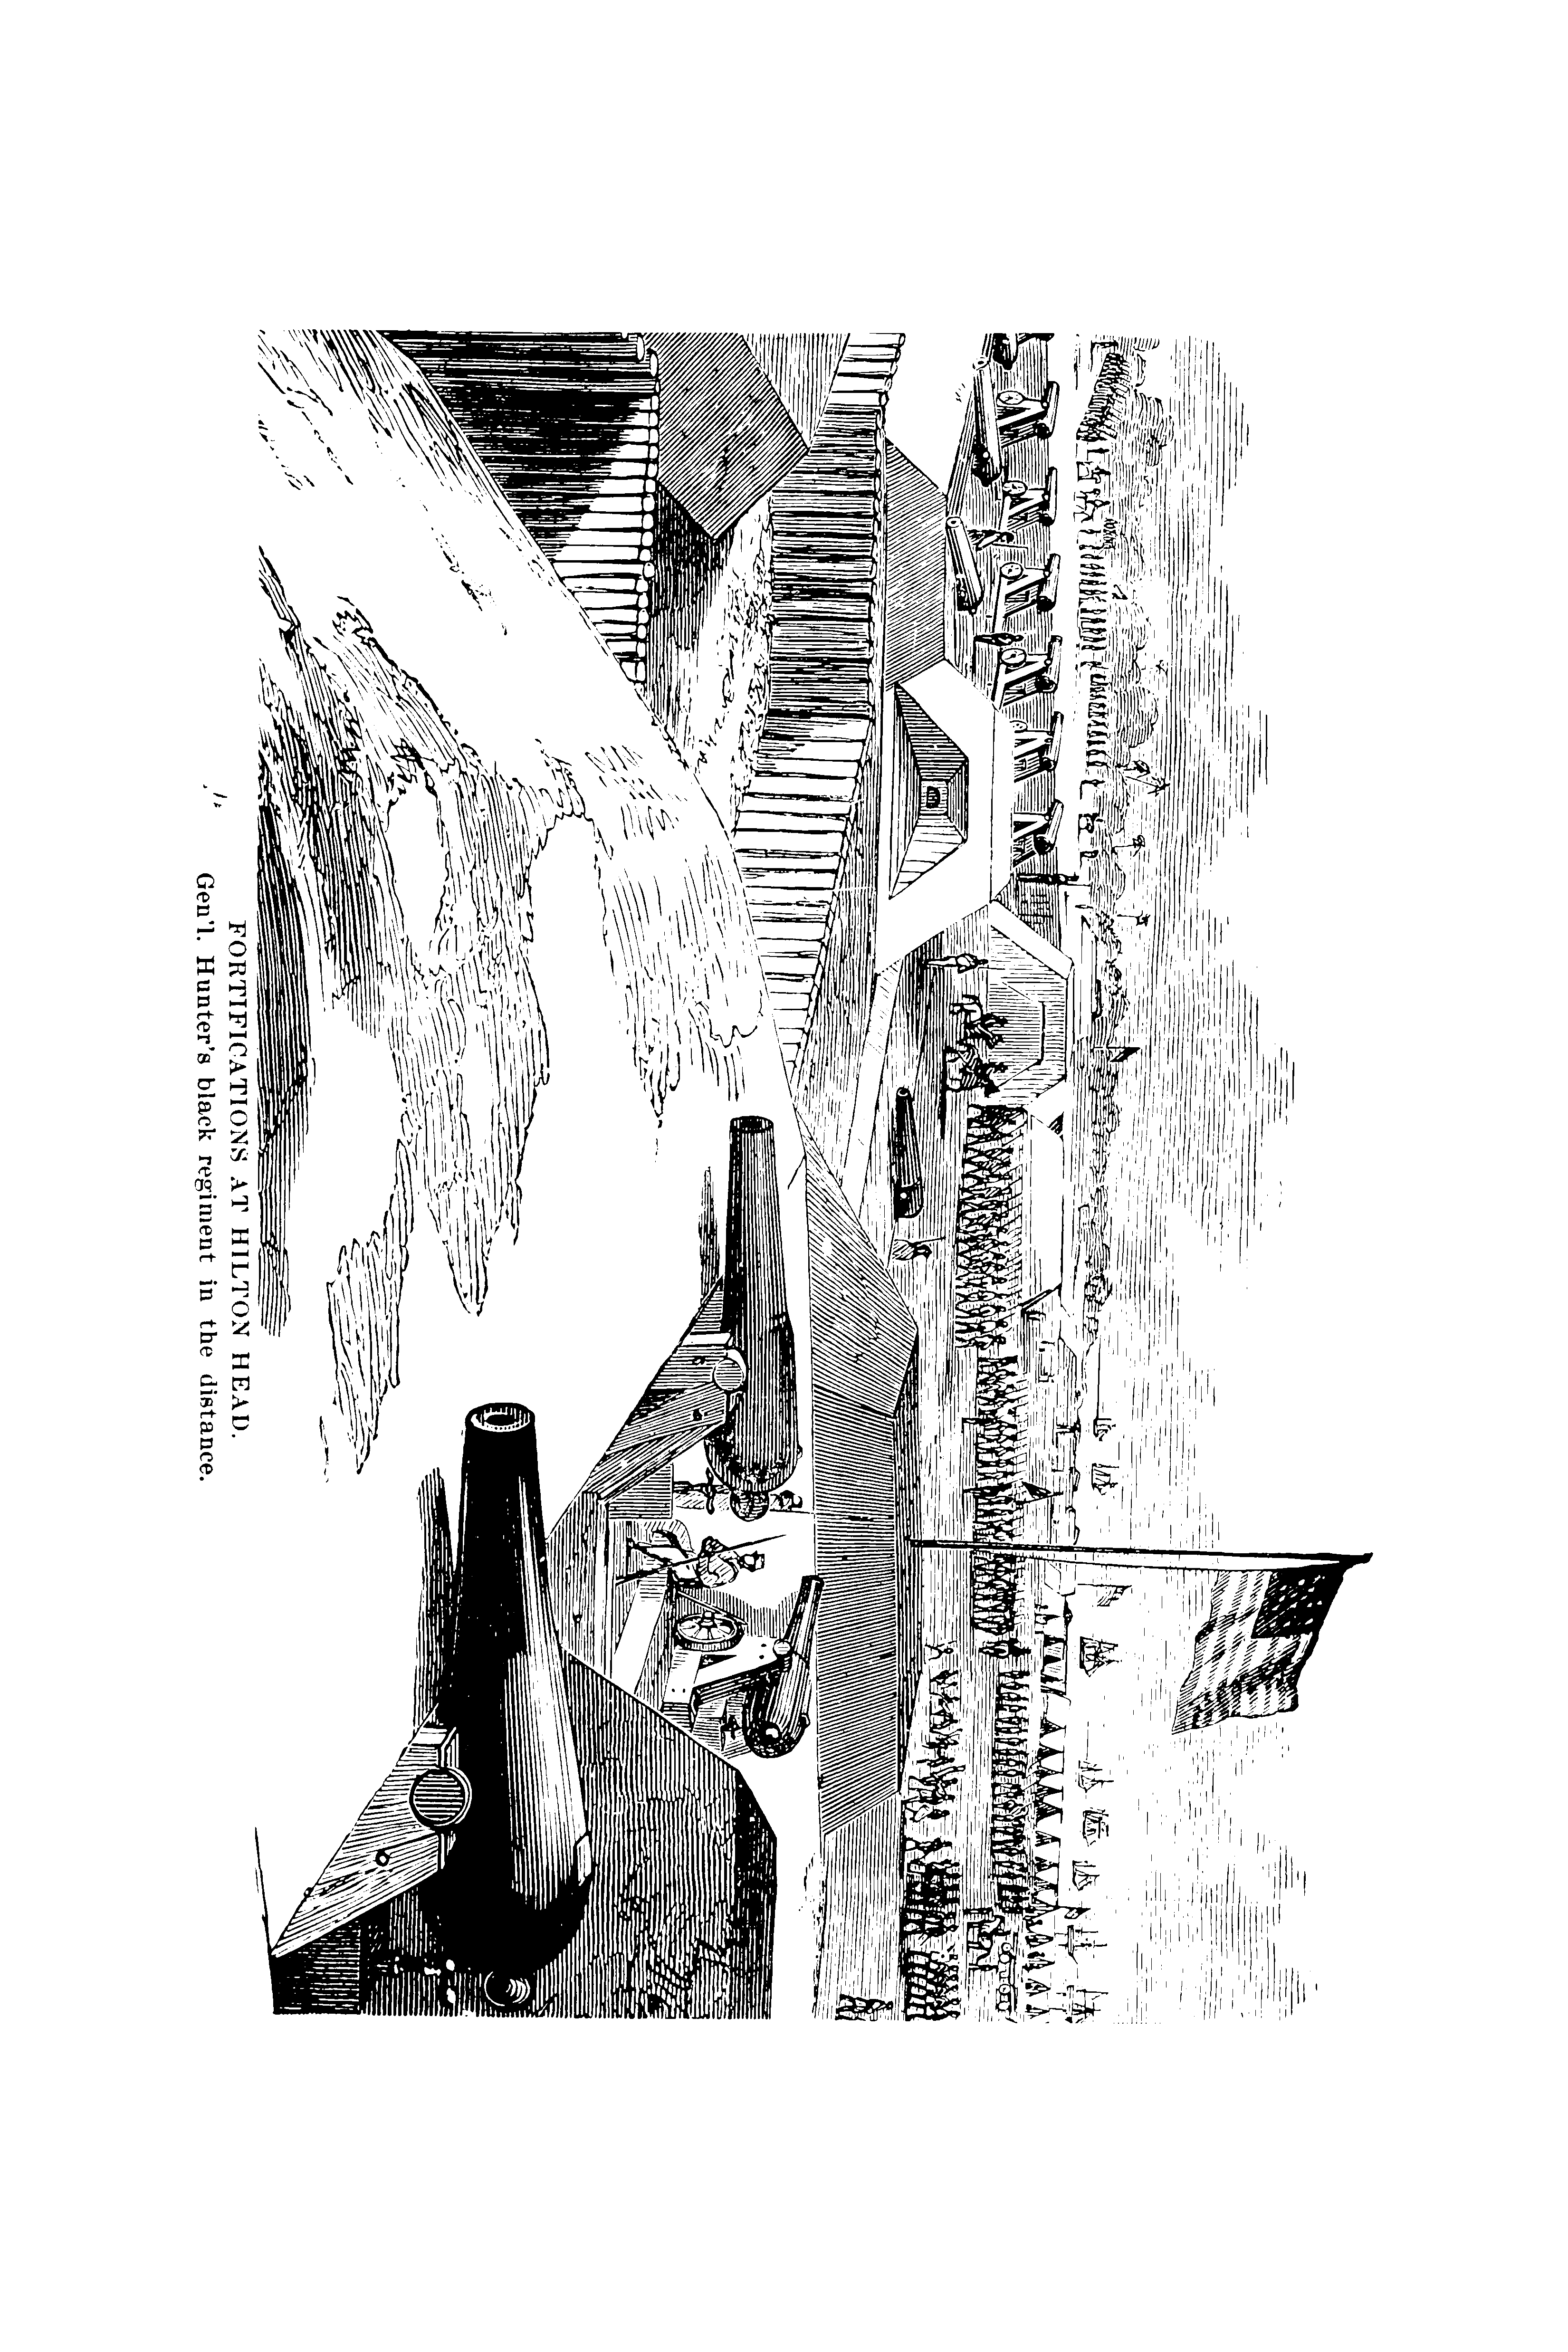 FORTIFICATIONS AT HILTON HEAD.
Gen'l. Hunter's black regiment in the distance.